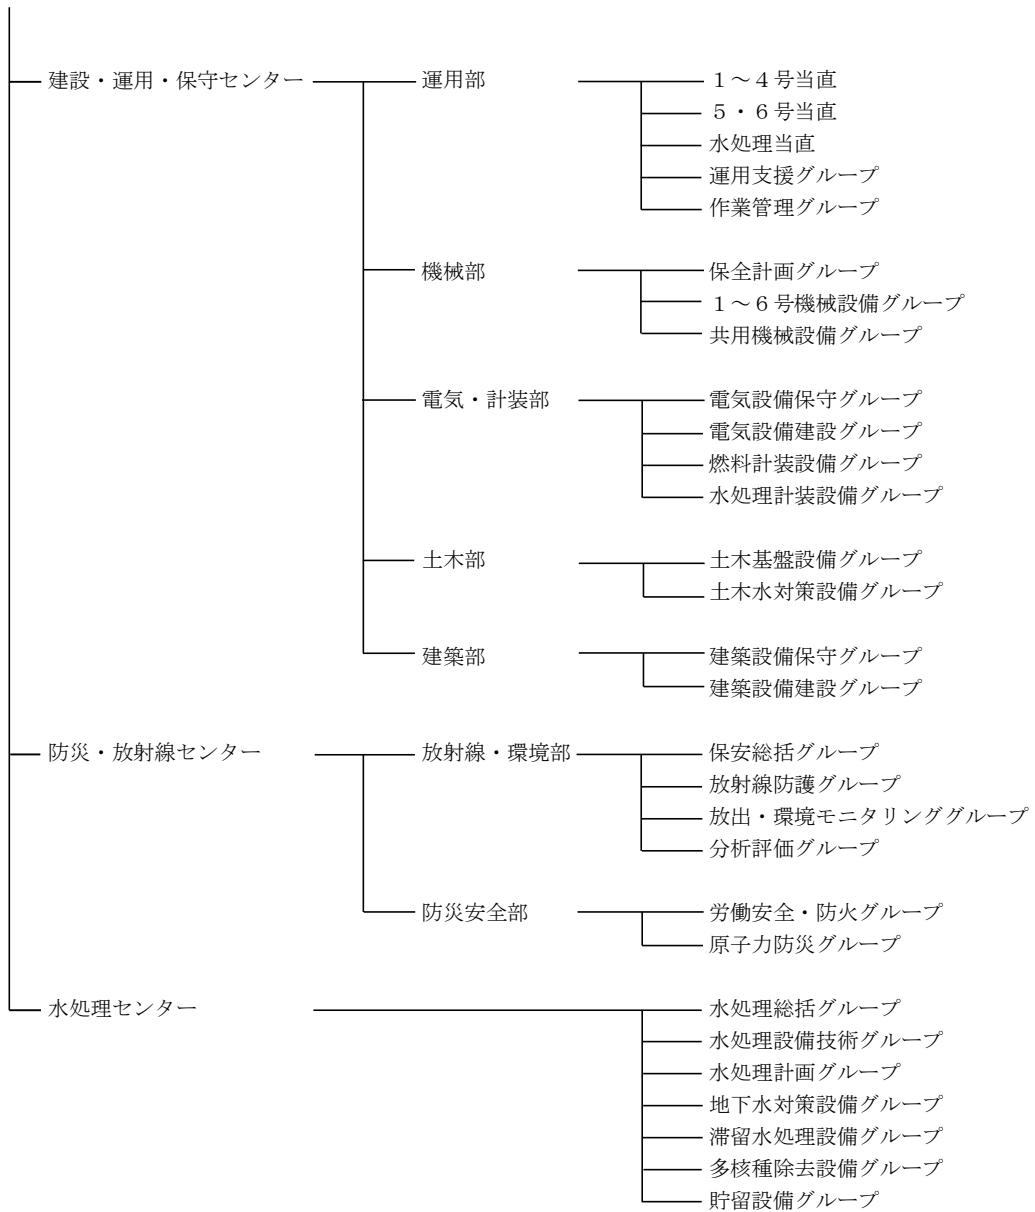 建設・運用・保守センター 運用部 １～４号当直
５・６号当直
水処理当直
運用支援グループ
作業管理グループ
機械部 保全計画グループ
１～６号機械設備グループ
共用機械設備グループ
電気・計装部 電気設備保守グループ
電気設備建設グループ
燃料計装設備グループ
水処理計装設備グループ
土木部 土木基盤設備グループ
土木水対策設備グループ
建築部 建築設備保守グループ
建築設備建設グループ
防災・放射線センター 放射線・環境部 保安総括グループ
放射線防護グループ
放出・環境モニタリンググループ
分析評価グループ
防災安全部 労働安全・防火グループ
原子力防災グループ
水処理センター 水処理総括グループ
水処理設備技術グループ
水処理計画グループ
地下水対策設備グループ
滞留水処理設備グループ
多核種除去設備グループ
貯留設備グループ